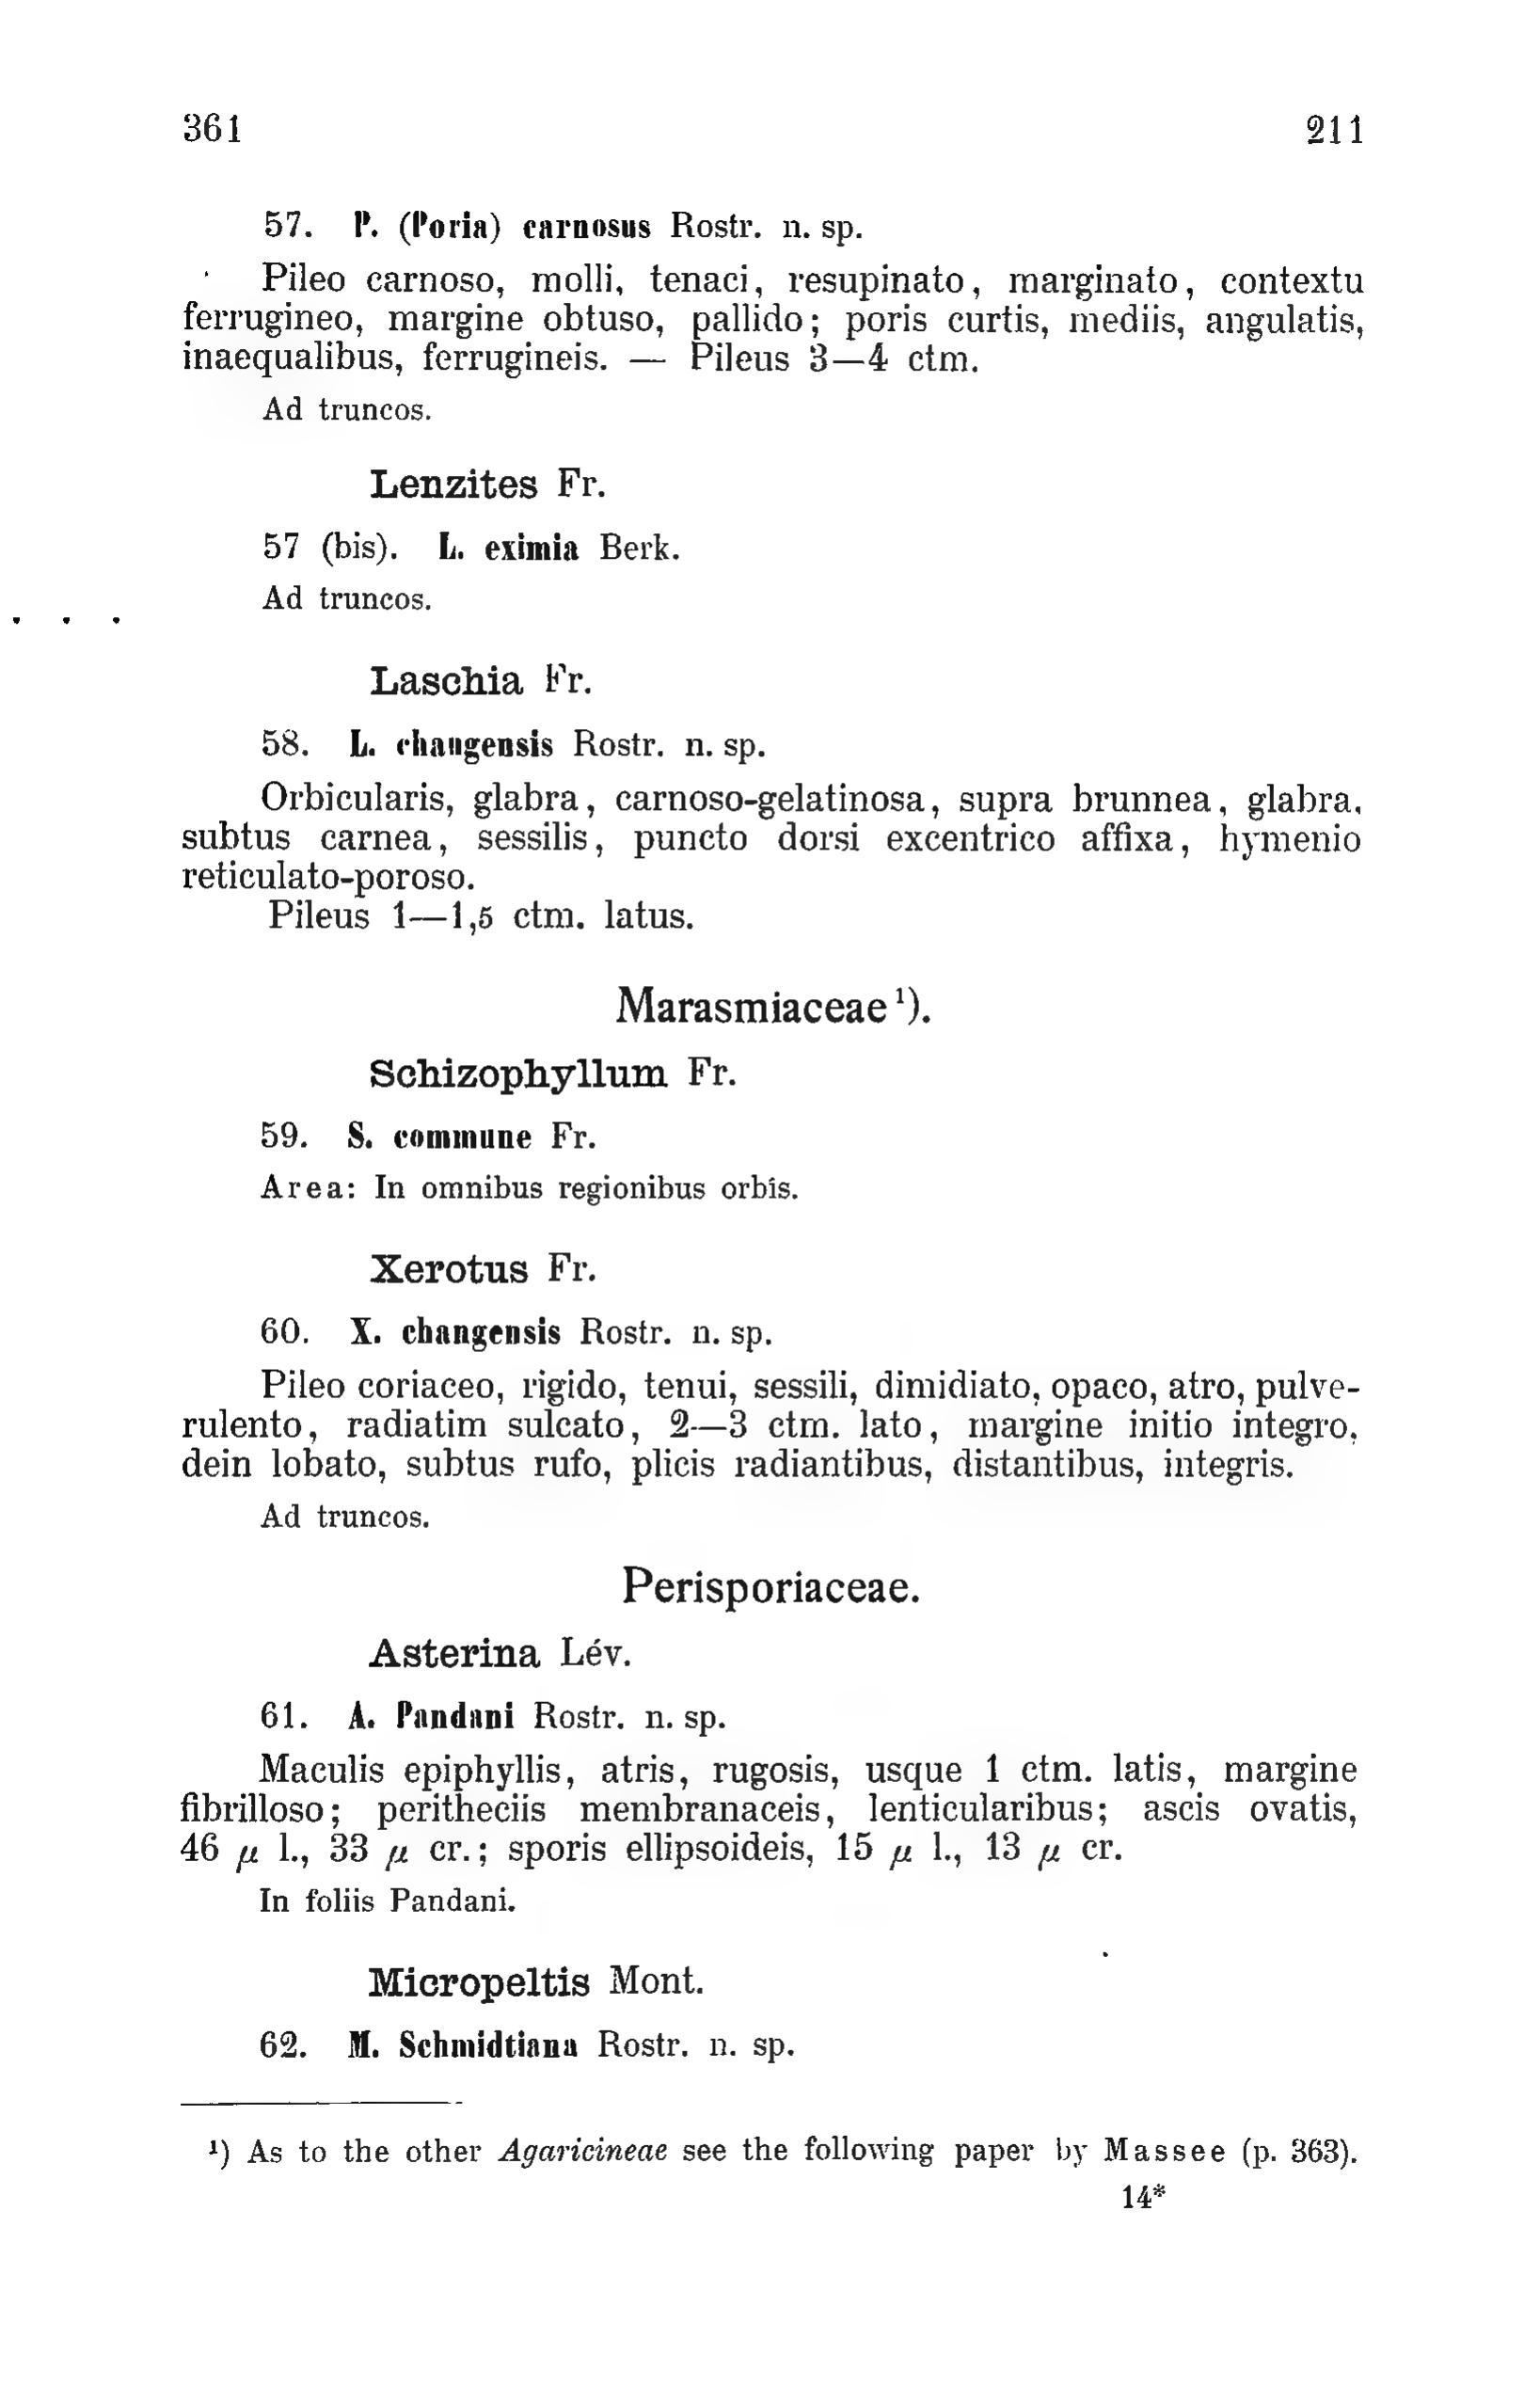 361 211
57. P. (Poria) carnosus Rostr. n. sp.
Pileo carnoso, molli, tenaci, resupinato, marginato, contextu
ferrugineo, margine obtuso, pallido; poris curtis, mediis, angulatis,
inaequalibus, ferrugineis. — Pileus 3—4 ctm.
Ad truncos.
Lenzites Fr.
57 (bis). L. eximia Berk.
Ad truncos.
Laschia Fr.
58. L. changensis Rostr. n. sp.
Orbicularis, glabra, carnoso-gelatinosa, supra brunnea, glabra,
subtus carnea, sessilis, puncto dorsi excentrico affixa, hymenio
reticulato-poroso.
Pileus 1—1,5 ctm. latus.
Marasmiaceae ¹).
Schizophyllum Fr.
59. S. commune Fr.
Area: In omnibus regionibus orbis.
Xerotus Fr.
60. X. changensis Rostr. n. sp.
Pileo coriaceo, rigido, tenui, sessili, dimidiato, opaco, atro, pulve-
rulento, radiatim sulcato, 2—3 ctm. lato, margine initio integro,
dein lobato, subtus rufo, plicis radiantibus, distantibus, integris.
Ad truncos.
Perisporiaceae.
Asterina Lév.
61. A. Pandani Rostr. n. sp.
Maculis epiphyllis, atris, rugosis, usque 1 ctm. latis, margine
fibrilloso; peritheciis membranaceis, lenticularibus; ascis ovatis,
46 μ l., 33 μ cr.; sporis ellipsoideis, 15 μ l., 13 μ cr.
In foliis Pandani.
Micropeltis Mont.
62. M. Schmidtiana Rostr. n. sp.
¹) As to the other Agaricineae see the following paper by Massee (p. 363).
14*